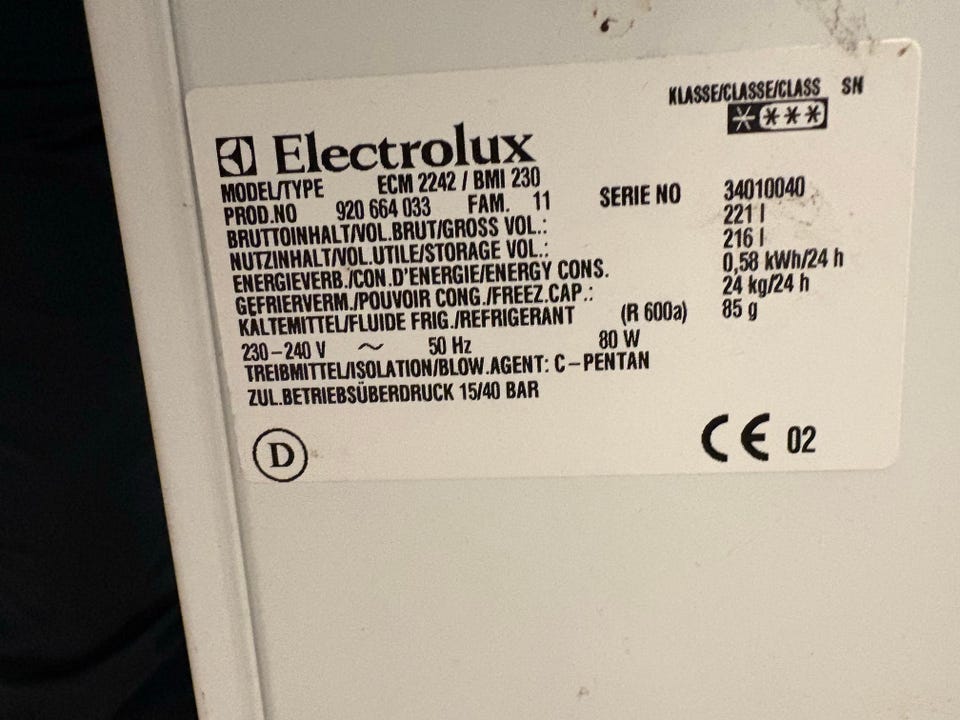 KLASSE/CLASSE/CLASS SN
Electrolux
MODEL/TYPE ECM 2242 / BMI 230
PROD.NO 920 664 033 FAM. 11 SERIE NO 34010040
BRUTTOINHALT/VOL.BRUT/GROSS VOL.: 221 l
NUTZINHALT/VOL.UTILE/STORAGE VOL.: 216 l
ENERGIEVERB./CON.D'ENERGIE/ENERGY CONS. 0,58 kWh/24 h
GEFRIERVERM./POUVOIR CONG./FREEZ.CAP.: 24 kg/24 h
KÄLTEMITTEL/FLUIDE FRIG./REFRIGERANT (R 600a) 85 g
230-240 V ~ 50 Hz 80 W
TREIBMITTEL/ISOLATION/BLOW.AGENT: C-PENTAN
ZUL.BETRIEBSÜBERDRUCK 15/40 BAR
D
CE 02